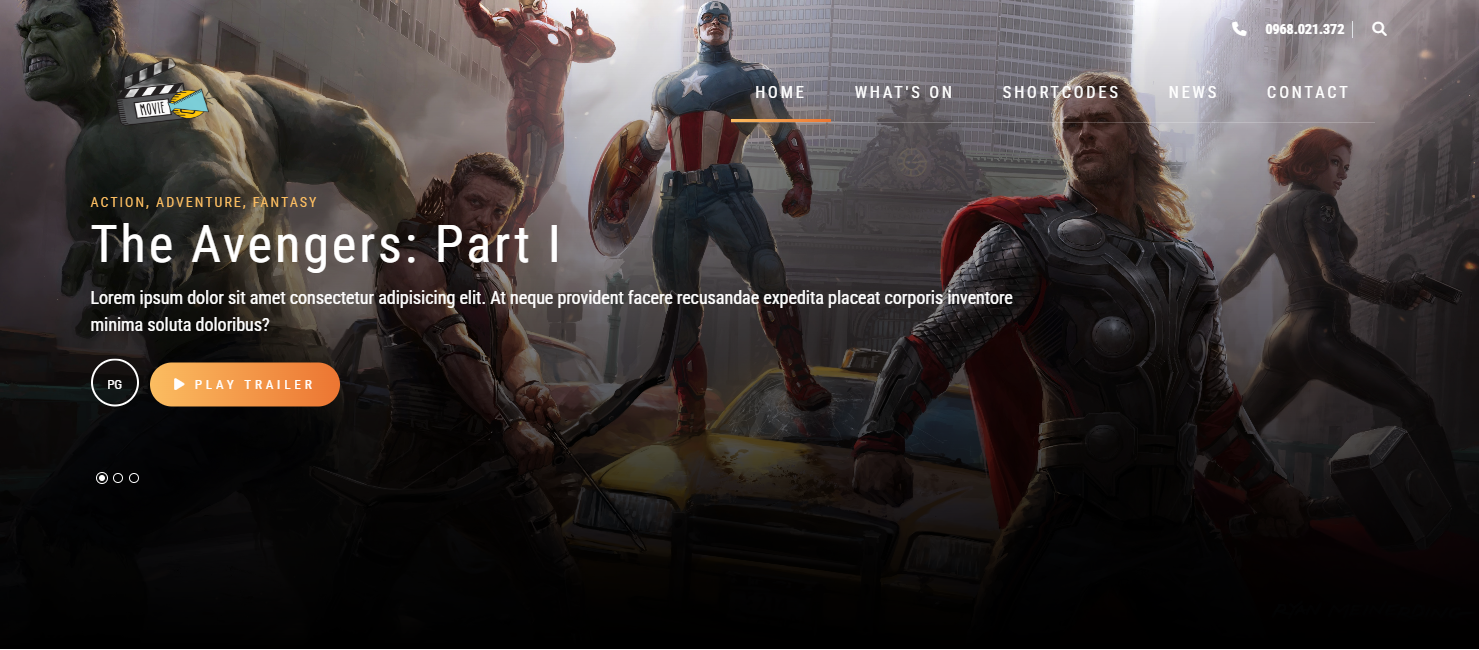 0968.021.372
MOVIE
HOME WHAT'S ON SHORTCODES NEWS CONTACT
ACTION, ADVENTURE, FANTASY
The Avengers: Part I
Lorem ipsum dolor sit amet consectetur adipisicing elit. At neque provident facere recusandae expedita placeat corporis inventore
minima soluta doloribus?
PG PLAY TRAILER